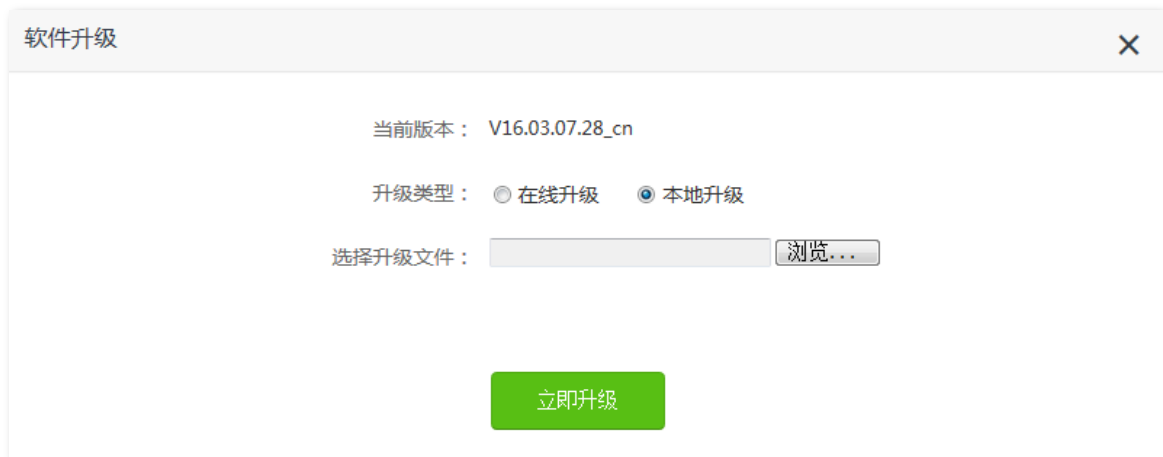 软件升级
当前版本： V16.03.07.28_cn
升级类型： 在线升级 本地升级
选择升级文件： 浏览...
立即升级